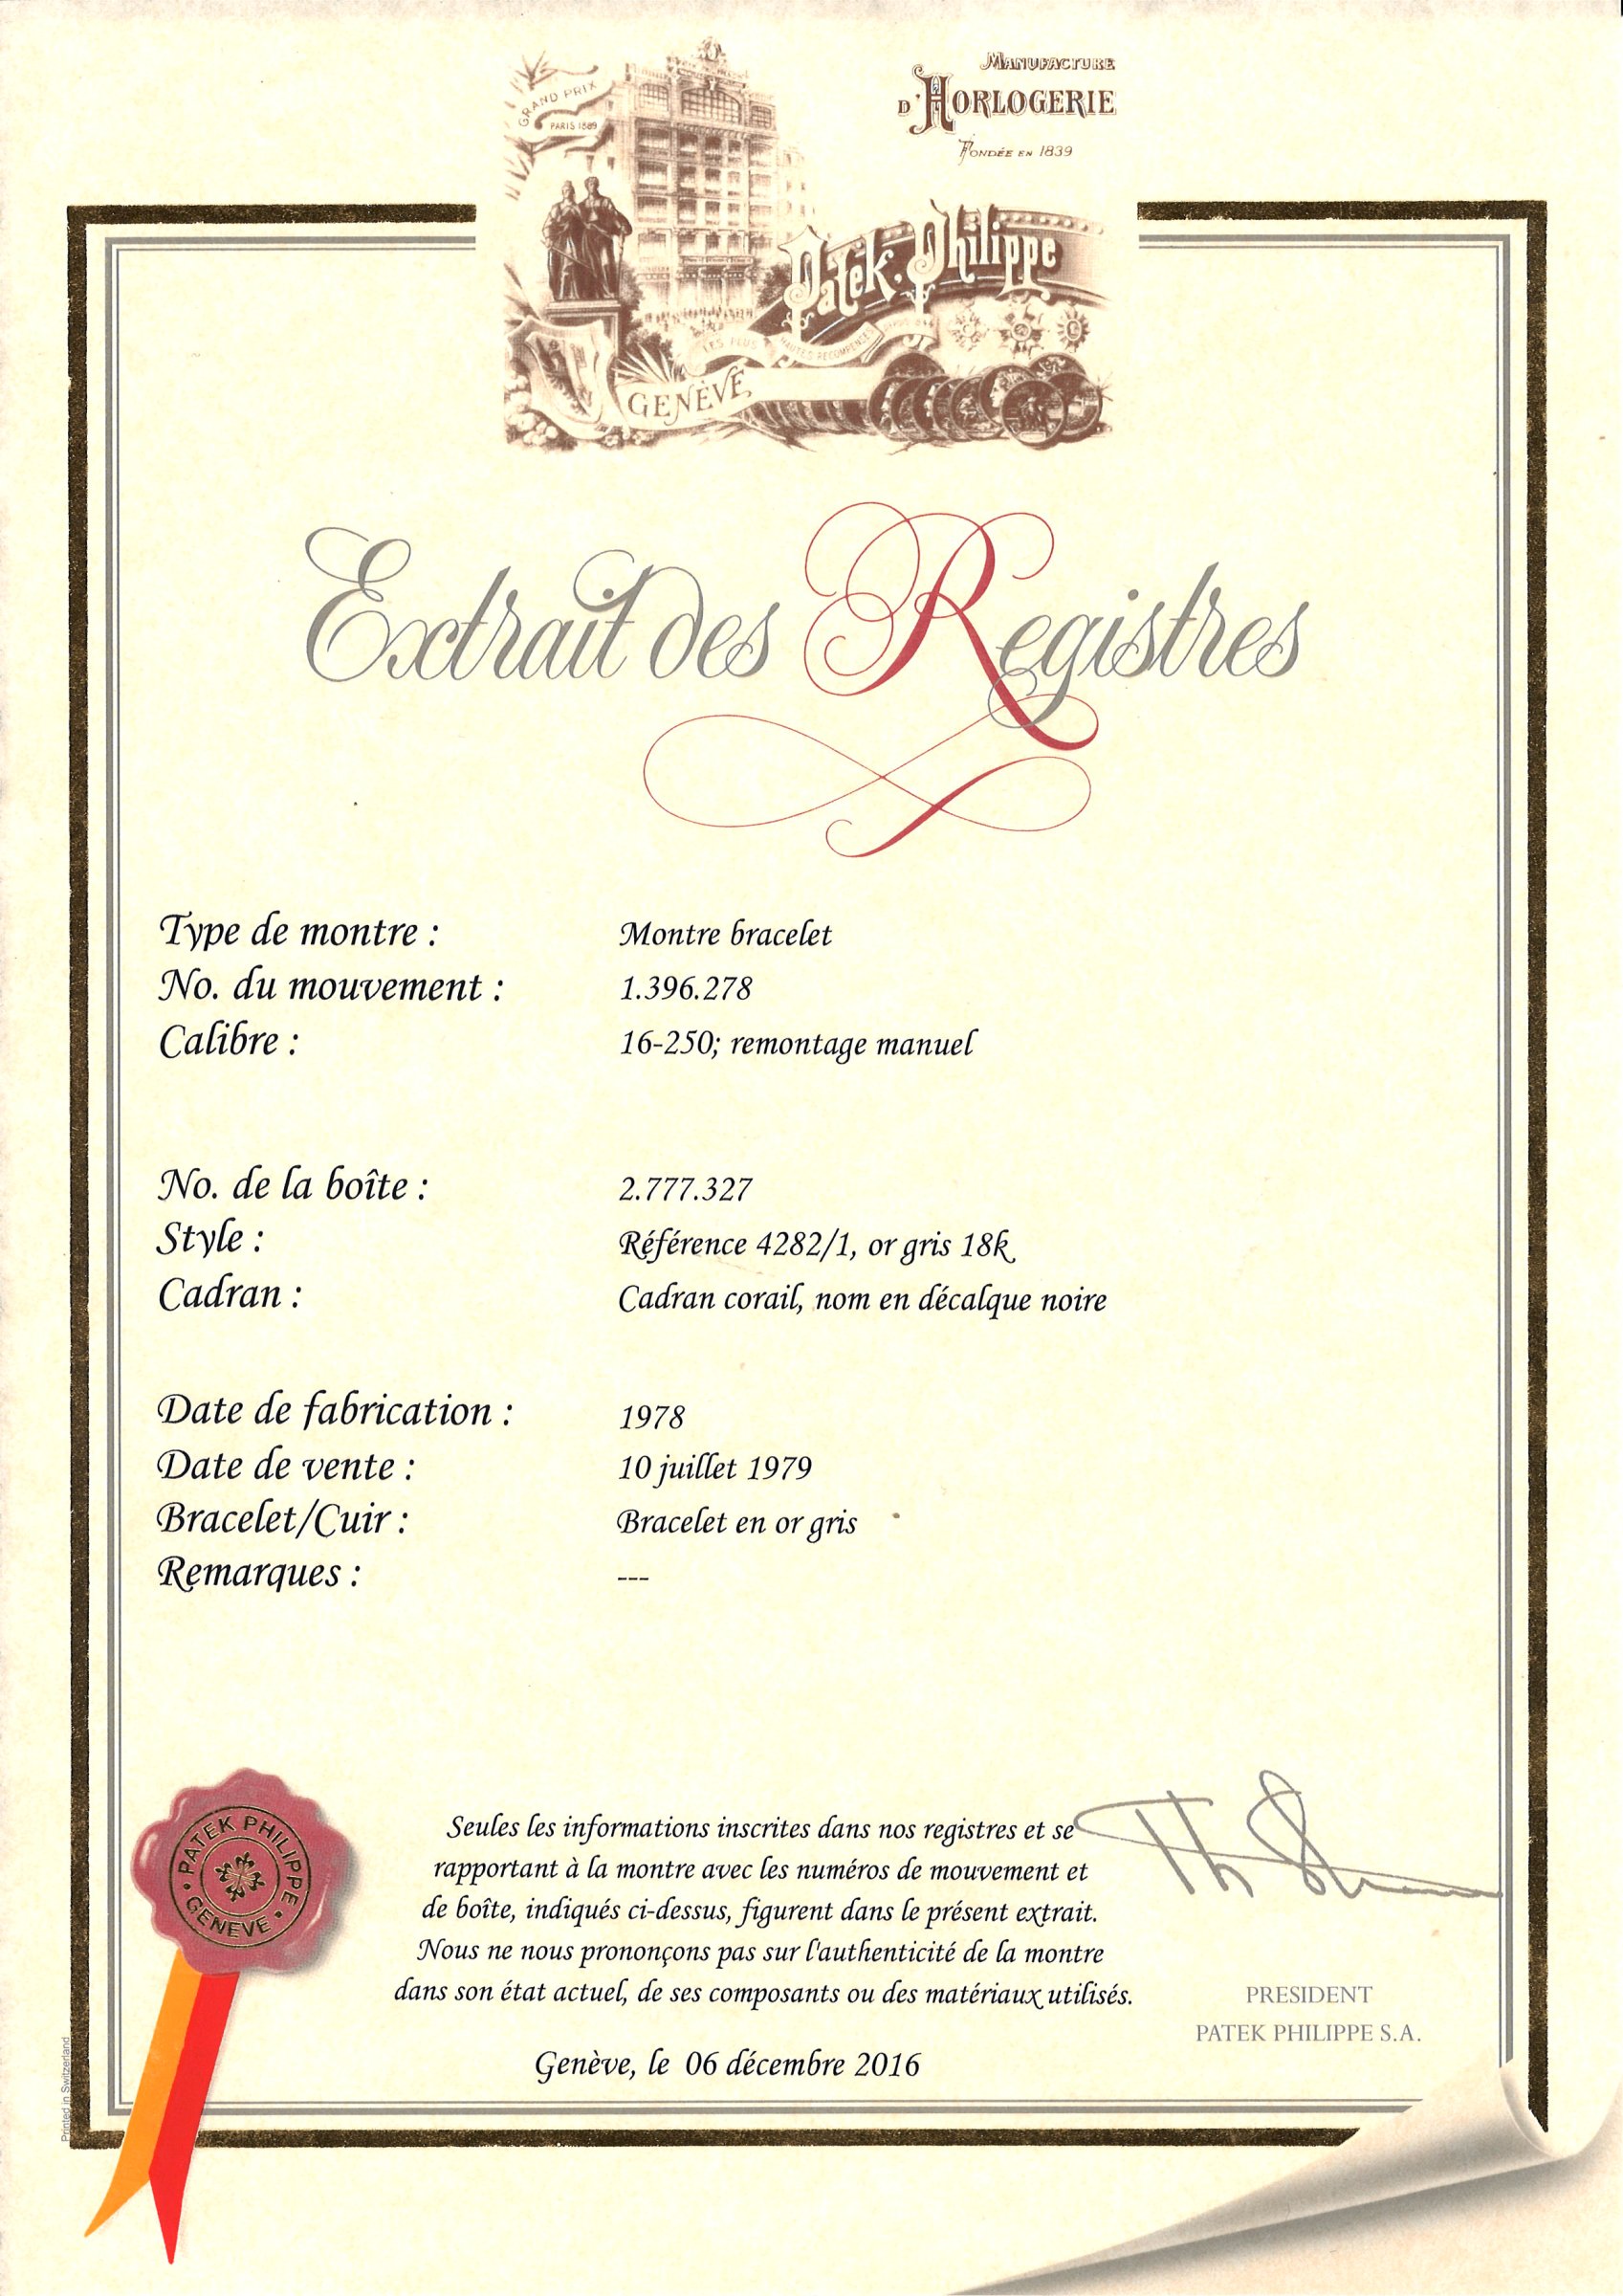 GRAND PRIX
PARIS 1889
MANUFACTURE
D'HORLOGERIE
FONDÉE EN 1839
Patek. Philippe
LES PLUS HAUTES RECOMPENSES
GENÈVE
Extrait des Registres
Type de montre : Montre bracelet
No. du mouvement : 1.396.278
Calibre : 16-250; remontage manuel
No. de la boîte : 2.777.327
Style : Référence 4282/1, or gris 18k
Cadran : Cadran corail, nom en décalque noire
Date de fabrication : 1978
Date de vente : 10 juillet 1979
Bracelet/Cuir : Bracelet en or gris
Remarques : ---
PATEK PHILIPPE
• GENEVE •
Seules les informations inscrites dans nos registres et se
rapportant à la montre avec les numéros de mouvement et
de boîte, indiqués ci-dessus, figurent dans le présent extrait.
Nous ne nous prononçons pas sur l'authenticité de la montre
dans son état actuel, de ses composants ou des matériaux utilisés.
PRESIDENT
PATEK PHILIPPE S.A.
Genève, le 06 décembre 2016
Printed in Switzerland